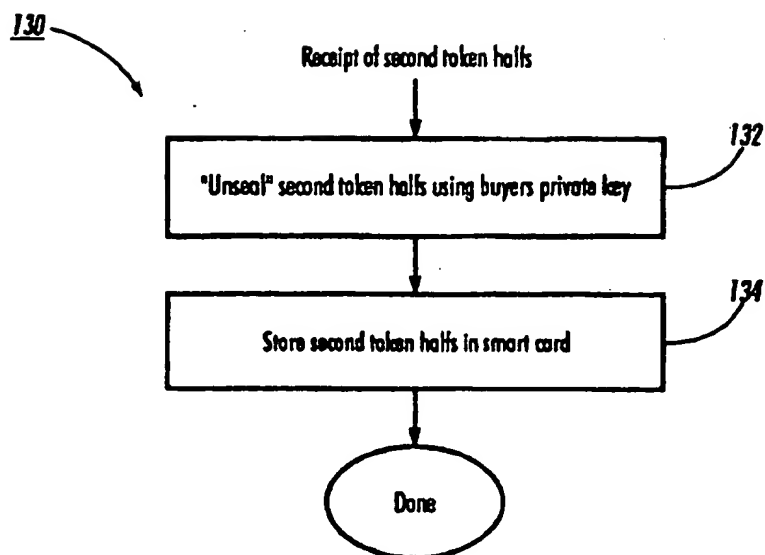 130
Receipt of second token halfs
132
"Unseal" second token halfs using buyers private key
134
Store second token halfs in smart card
Done